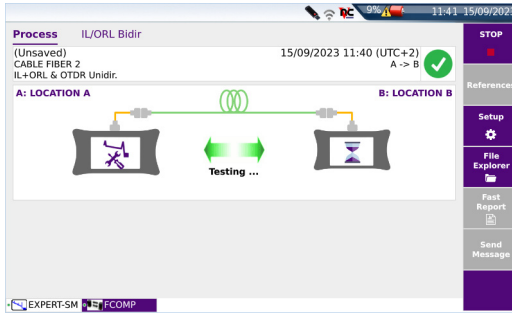 9% 11:41 15/09/2023
Process IL/ORL Bidir
(Unsaved) 15/09/2023 11:40 (UTC+2)
CABLE FIBER 2 A -> B
IL+ORL & OTDR Unidir.
A: LOCATION A B: LOCATION B
Testing ...
STOP
References
Setup
File
Explorer
Fast
Report
Send
Message
EXPERT-SM FCOMP